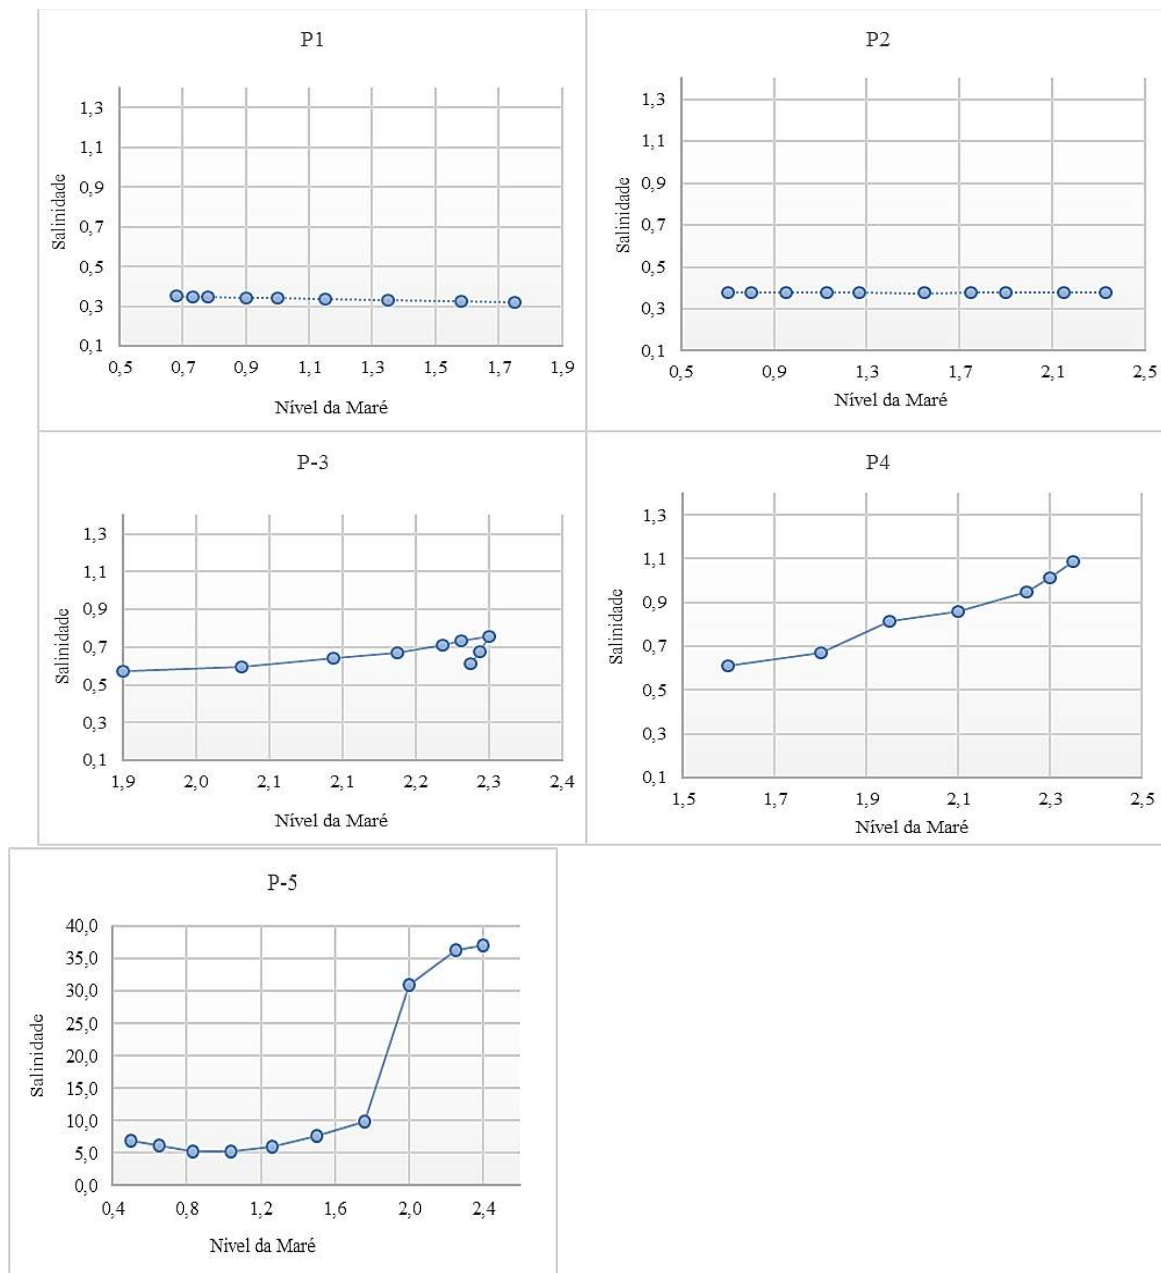 P1
1,3
1,1
0,9
0,7
0,5
0,3
0,1
Salinidade
0,5 0,7 0,9 1,1 1,3 1,5 1,7 1,9
Nível da Maré
P2
1,3
1,1
0,9
0,7
0,5
0,3
0,1
Salinidade
0,5 0,9 1,3 1,7 2,1 2,5
Nível da Maré
P-3
1,3
1,1
0,9
0,7
0,5
0,3
0,1
Salinidade
1,9 2,0 2,1 2,1 2,2 2,3 2,4
Nível da Maré
P4
1,3
1,1
0,9
0,7
0,5
0,3
0,1
Salinidade
1,5 1,7 1,9 2,1 2,3 2,5
Nível da Maré
P-5
40,0
35,0
30,0
25,0
20,0
15,0
10,0
5,0
0,0
Salinidade
0,4 0,8 1,2 1,6 2,0 2,4
Nível da Maré